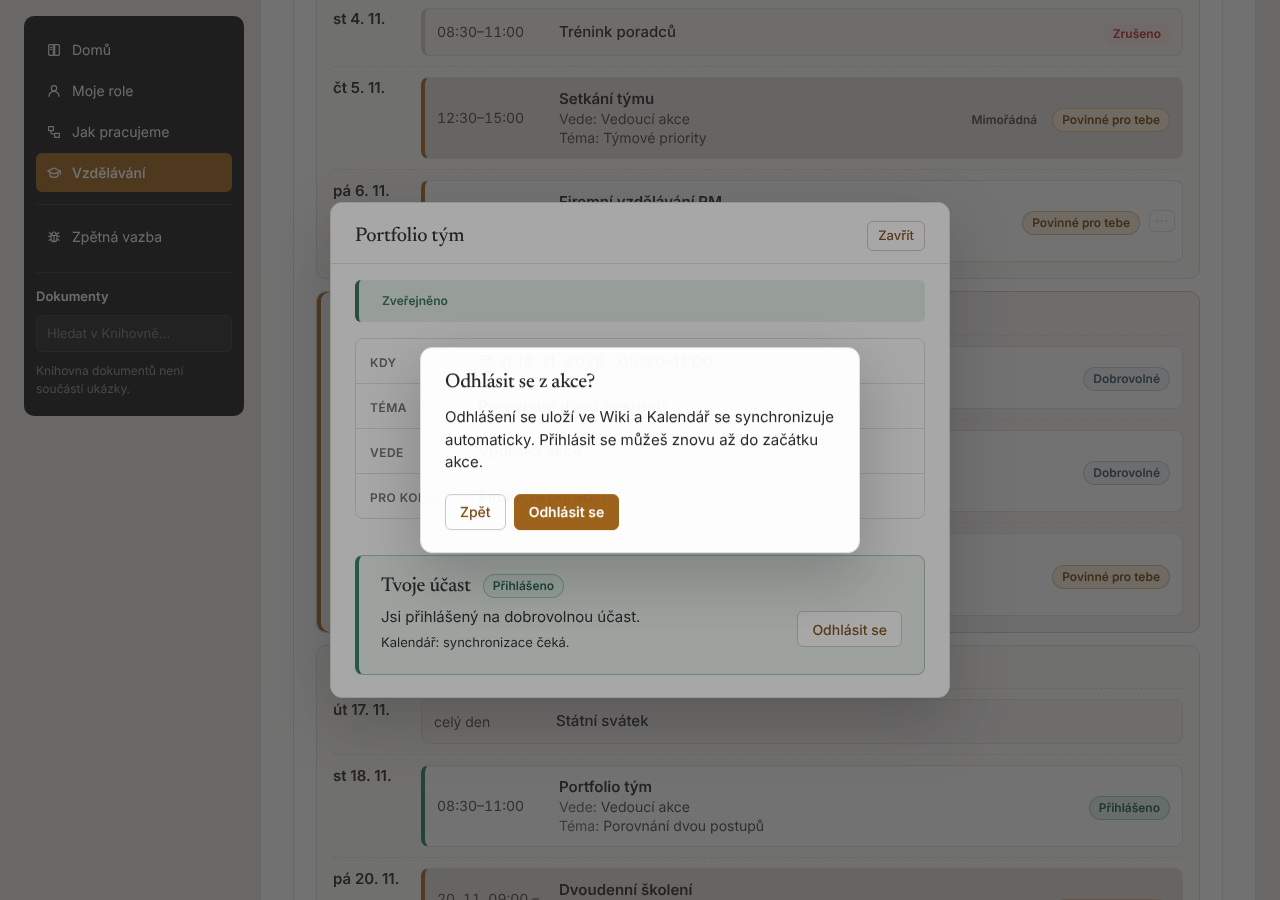 Domů
Moje role
Jak pracujeme
Vzdělávání
Zpětná vazba
Dokumenty
Hledat v Knihovně...
Knihovna dokumentů není
součástí ukázky.
st 4. 11.
08:30–11:00
Trénink poradců
Zrušeno
čt 5. 11.
12:30–15:00
Setkání týmu
Vede: Vedoucí akce
Téma: Týmové priority
Mimořádná
Povinné pro tebe
pá 6. 11.
Firemní vzdělávání PM
Povinné pro tebe
...
Portfolio tým
Zavřít
Zveřejněno
KDY
TÉMA
VEDE
PRO
Odhlásit se z akce?
Odhlášení se uloží ve Wiki a Kalendář se synchronizuje
automaticky. Přihlásit se můžeš znovu až do začátku
akce.
Zpět
Odhlásit se
Tvoje účast
Přihlášeno
Jsi přihlášený na dobrovolnou účast.
Kalendář: synchronizace čeká.
Odhlásit se
Dobrovolné
Dobrovolné
Povinné pro tebe
út 17. 11.
celý den
Státní svátek
st 18. 11.
08:30–11:00
Portfolio tým
Vede: Vedoucí akce
Téma: Porovnání dvou postupů
Přihlášeno
pá 20. 11.
20. 11. 09:00 –
Dvoudenní školení